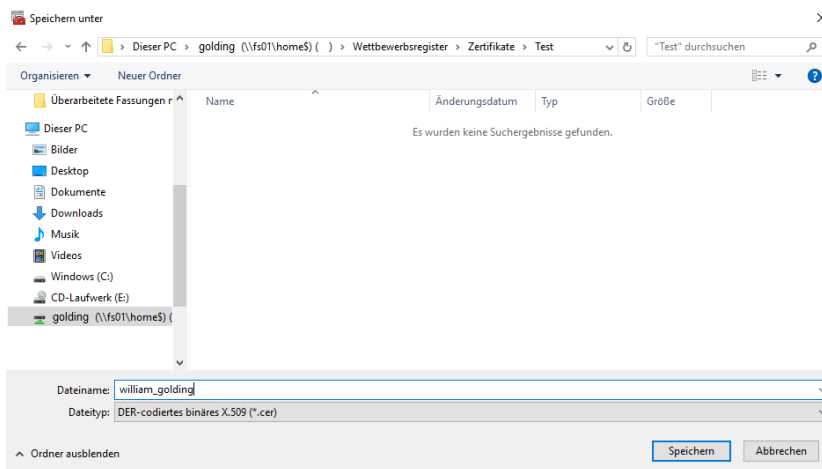 Speichern unter
Dieser PC > golding (\\fs01\home$) ( ) > Wettbewerbsregister > Zertifikate > Test
"Test" durchsuchen
Organisieren Neuer Ordner
Überarbeitete Fassungen r
Name Änderungsdatum Typ Größe
Es wurden keine Suchergebnisse gefunden.
Dieser PC
Bilder
Desktop
Dokumente
Downloads
Musik
Videos
Windows (C:)
CD-Laufwerk (E:)
golding (\\fs01\home$) (
Dateiname: william_golding
Dateityp: DER-codiertes binäres X.509 (*.cer)
Ordner ausblenden
Speichern Abbrechen